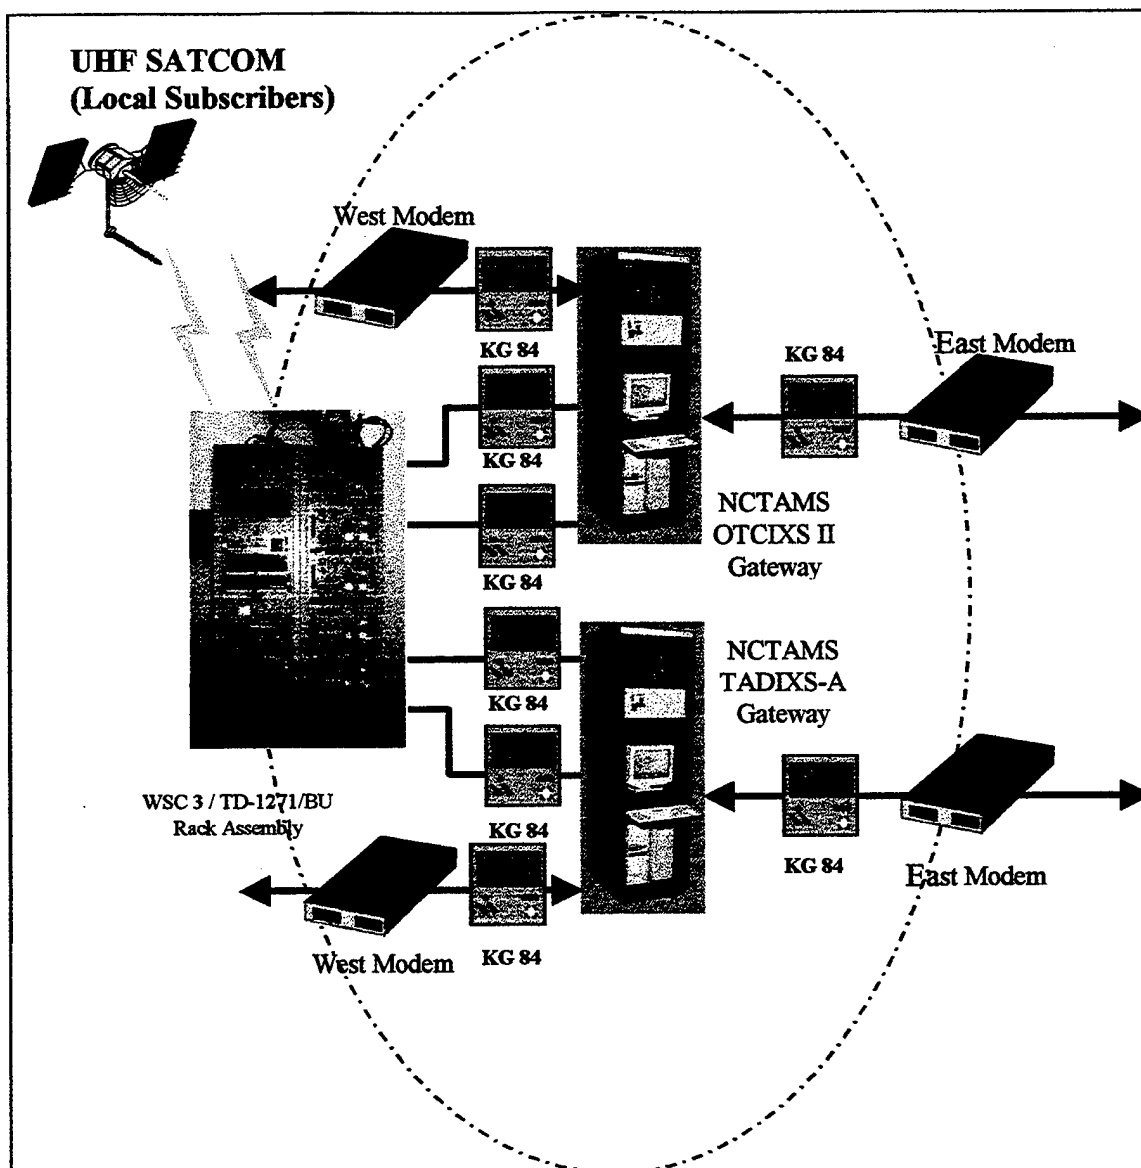 UHF SATCOM
(Local Subscribers)
West Modem
KG 84
KG 84
East Modem
KG 84
KG 84
NCTAMS
OTCIXS II
Gateway
NCTAMS
TADIXS-A
Gateway
KG 84
WSC 3 / TD-1271/BU
Rack Assembly
KG 84
KG 84
East Modem
West Modem
KG 84